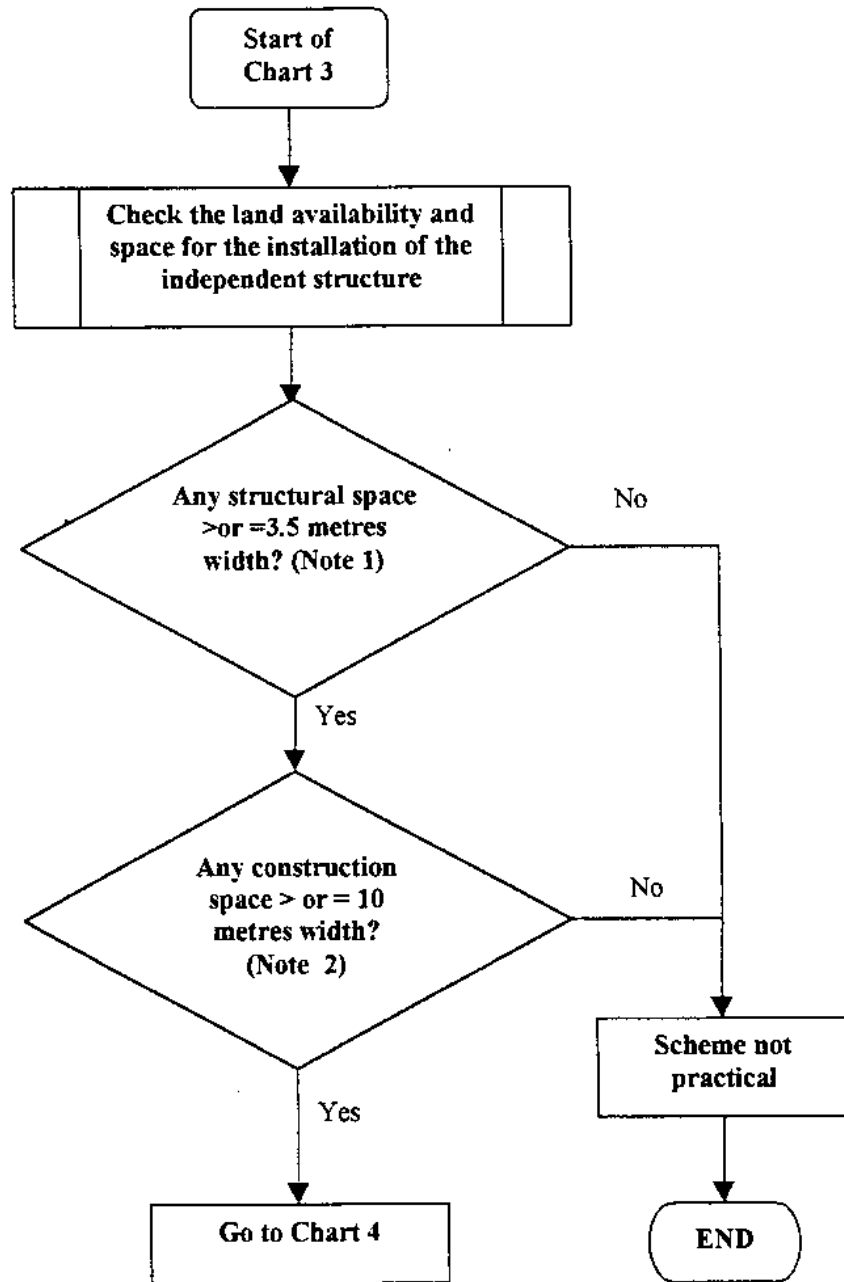 Start of
Chart 3
Check the land availability and
space for the installation of the
independent structure
Any structural space
>or =3.5 metres
width? (Note 1)
No
Yes
Any construction
space > or = 10
metres width?
(Note 2)
No
Scheme not
practical
Yes
Go to Chart 4
END